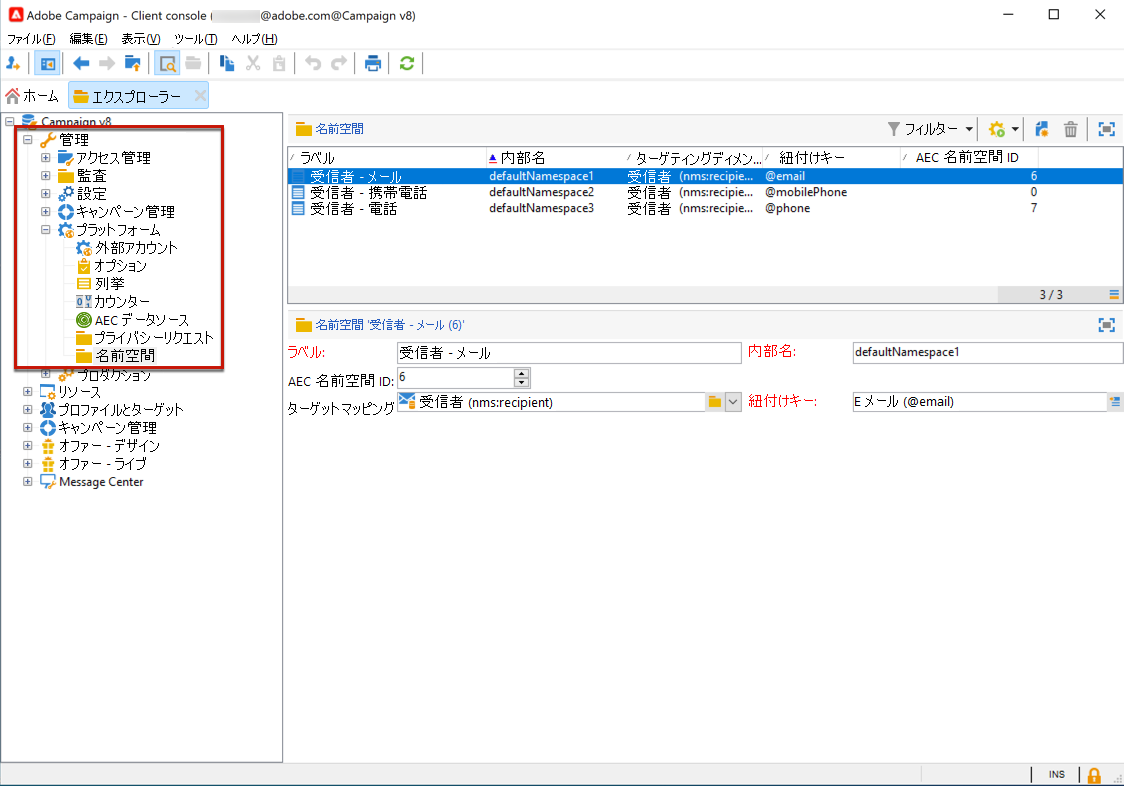 Adobe Campaign - Client console ( @adobe.com@Campaign v8)
ファイル(F) 編集(E) 表示(V) ツール(T) ヘルプ(H)
ホーム エクスプローラー
Campaign v8
管理
アクセス管理
監査
設定
キャンペーン管理
プラットフォーム
外部アカウント
オプション
列挙
カウンター
AEC データソース
プライバシーリクエスト
名前空間
プロダクション
リソース
プロファイルとターゲット
キャンペーン管理
オファー - デザイン
オファー - ライブ
Message Center
名前空間 フィルター
ラベル 内部名 ターゲティングディメン... 紐付けキー AEC 名前空間 ID
受信者 - メール defaultNamespace1 受信者 (nms:recipie... @email 6
受信者 - 携帯電話 defaultNamespace2 受信者 (nms:recipie... @mobilePhone 0
受信者 - 電話 defaultNamespace3 受信者 (nms:recipie... @phone 7
3 / 3
名前空間 '受信者 - メール (6)'
ラベル: 受信者 - メール 内部名: defaultNamespace1
AEC 名前空間 ID: 6
ターゲットマッピング 受信者 (nms:recipient) 紐付けキー: E メール (@email)
INS